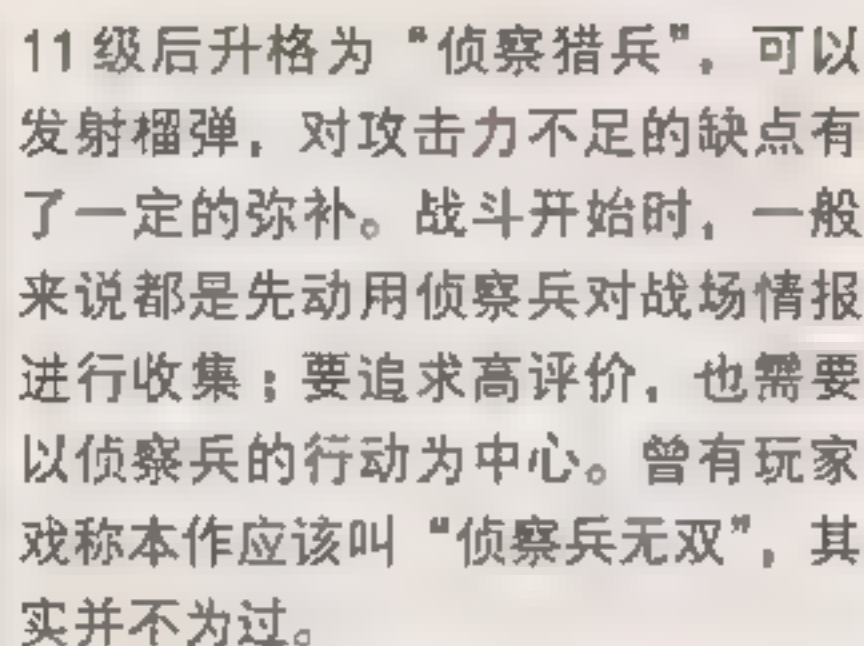 11级后升格为“侦察猎兵”，可以
发射榴弹，对攻击力不足的缺点有
了一定的弥补。战斗开始时，一般
来说都是先动用侦察兵对战场情报
进行收集；要追求高评价，也需要
以侦察兵的行动为中心。曾有玩家
戏称本作应该叫“侦察兵无双”，其
实并不为过。